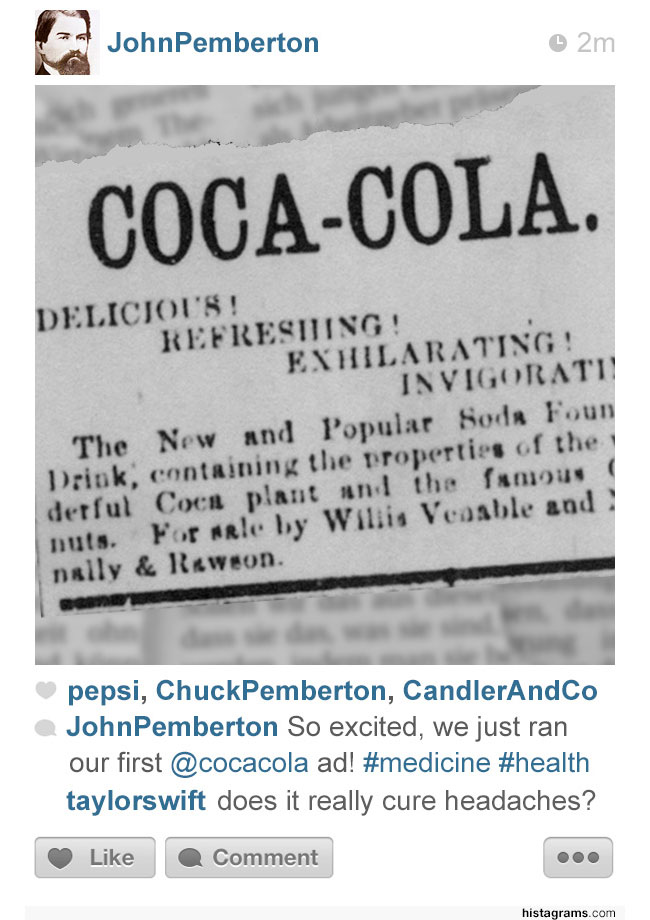 JohnPemberton 2m
COCA-COLA.
DELICIOUS!
REFRESHING!
EXHILARATING!
INVIGORATI
The New and Popular Soda Foun
Drink, containing the properties of the
derful Coca plant and the famous
nuts. For sale by Willis Venable and
nally & Rawson.
pepsi, ChuckPemberton, CandlerAndCo
JohnPemberton So excited, we just ran
our first @cocacola ad! #medicine #health
taylorswift does it really cure headaches?
Like Comment
histagrams.com